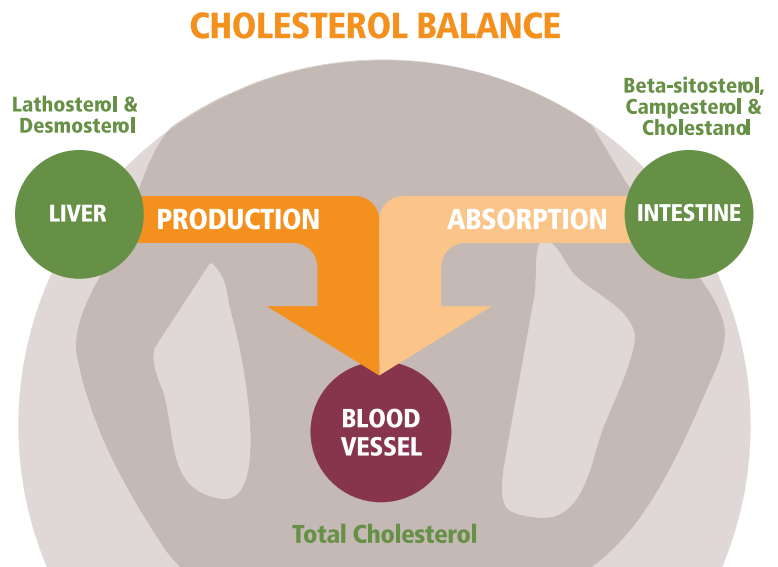 CHOLESTEROL BALANCE
Lathosterol &
Desmosterol
Beta-sitosterol,
Campesterol &
Cholestanol
LIVER
PRODUCTION
ABSORPTION
INTESTINE
BLOOD
VESSEL
Total Cholesterol